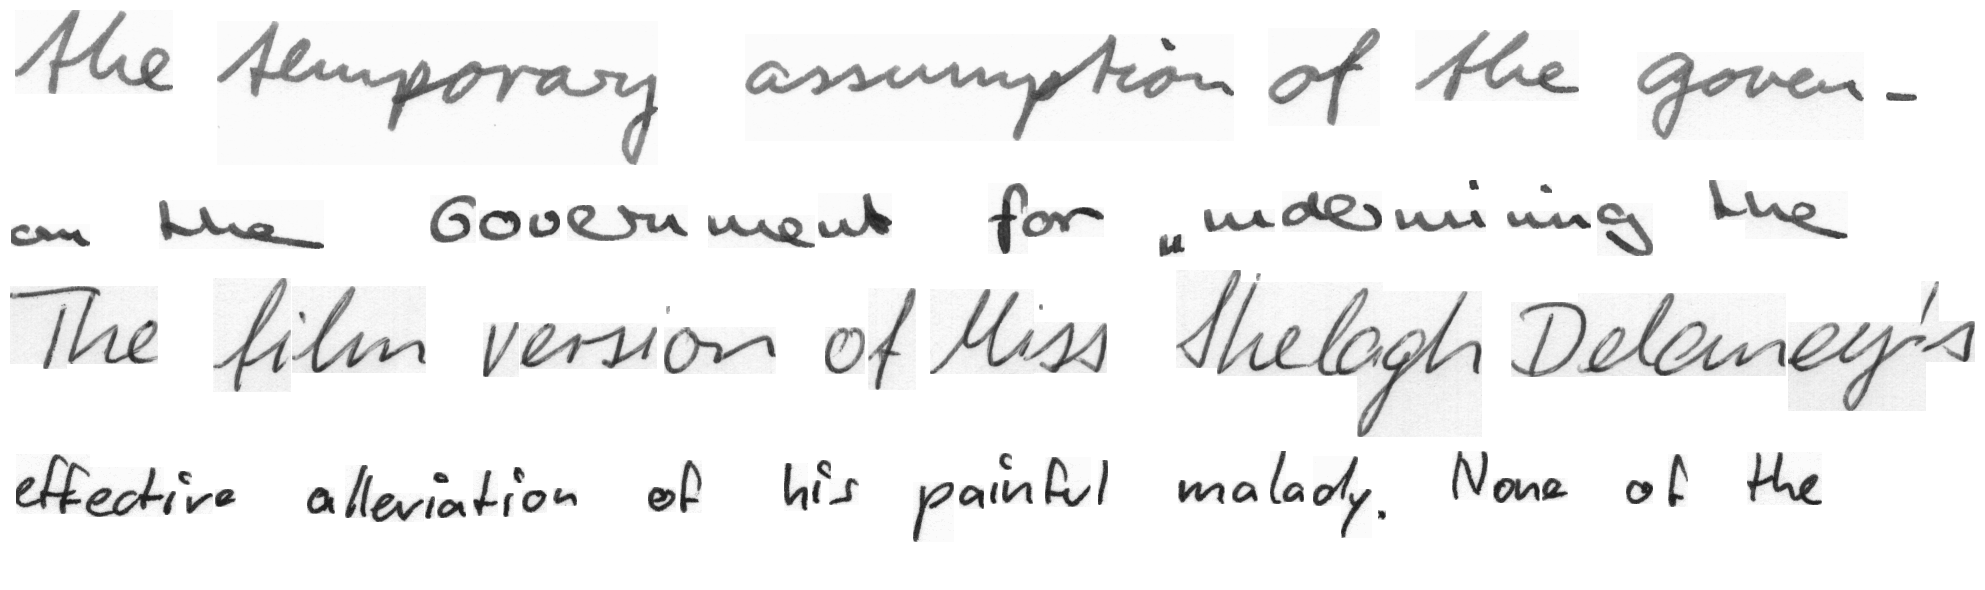 the temporary assumption of the goven-
on the Government for „undermining the
The film version of Miss Shelagh Delaney's
effective alleviation of his painful malady. None of the